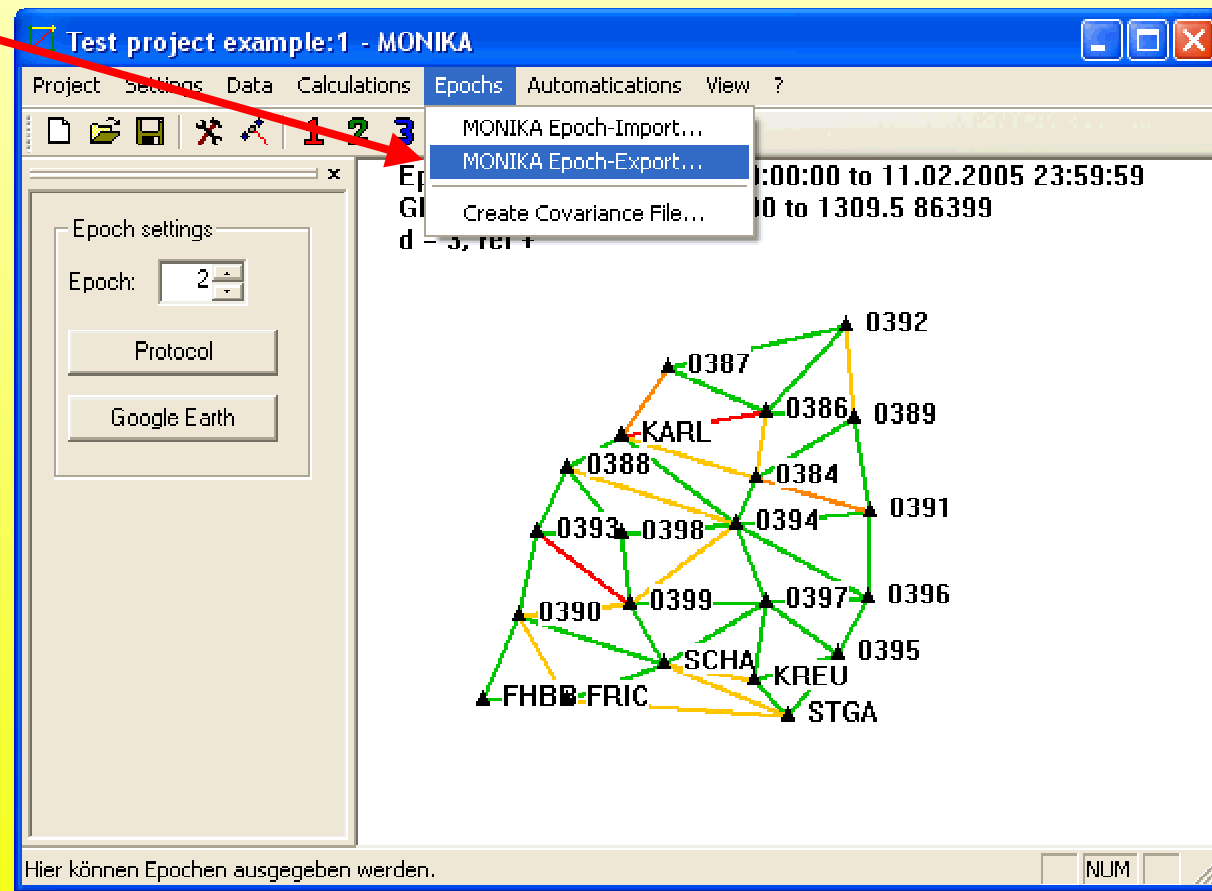 Test project example:1 - MONIKA
Project Settings Data Calculations Epochs Automatications View ?
1 2 3
MONIKA Epoch-Import...
MONIKA Epoch-Export...
Create Covariance File...
:00:00 to 11.02.2005 23:59:59
00 to 1309.5 86399
d = 3, ref +
Epoch settings
Epoch: 2
Protocol
Google Earth
0392
0387
0386
0389
KARL
0388
0384
0391
0393
0398
0394
0390
0399
0397
0396
SCHA
0395
KREU
FHBB
FRIC
STGA
Hier können Epochen ausgegeben werden.
NUM